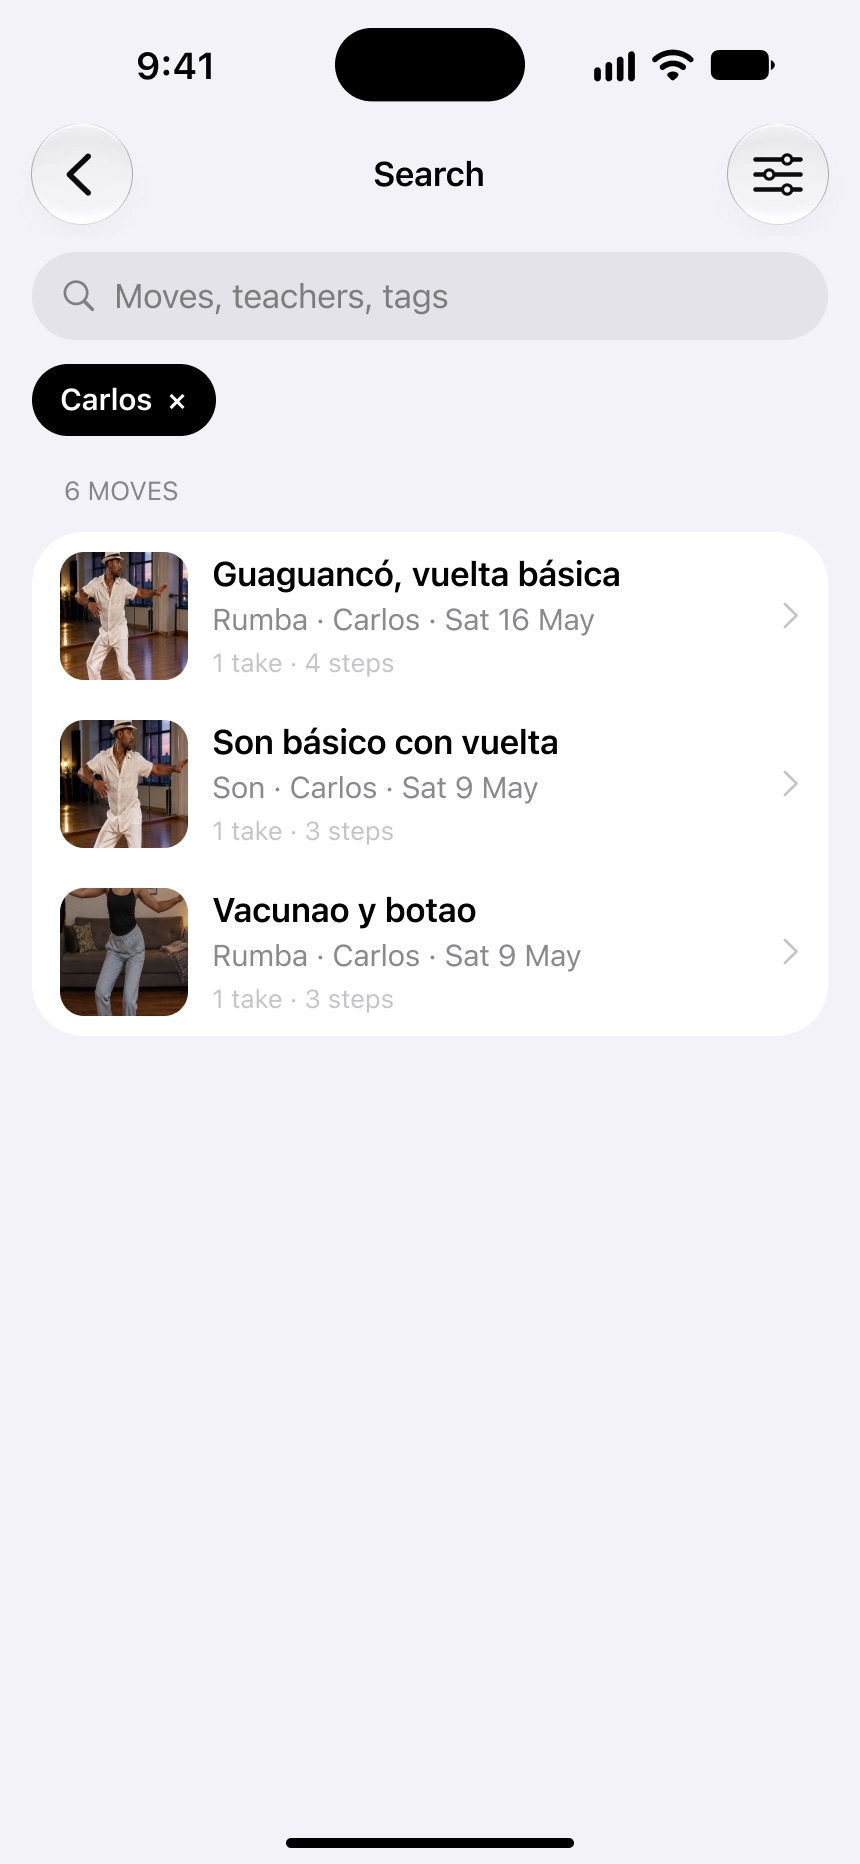 9:41
Search
Moves, teachers, tags
Carlos ×
6 MOVES
Guaguancó, vuelta básica
Rumba · Carlos · Sat 16 May
1 take · 4 steps
Son básico con vuelta
Son · Carlos · Sat 9 May
1 take · 3 steps
Vacunao y botao
Rumba · Carlos · Sat 9 May
1 take · 3 steps